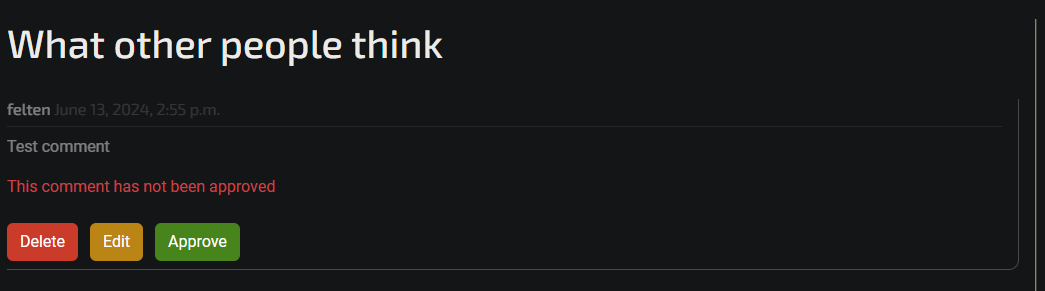 What other people think
felten June 13, 2024, 2:55 p.m.
Test comment
This comment has not been approved
Delete Edit Approve